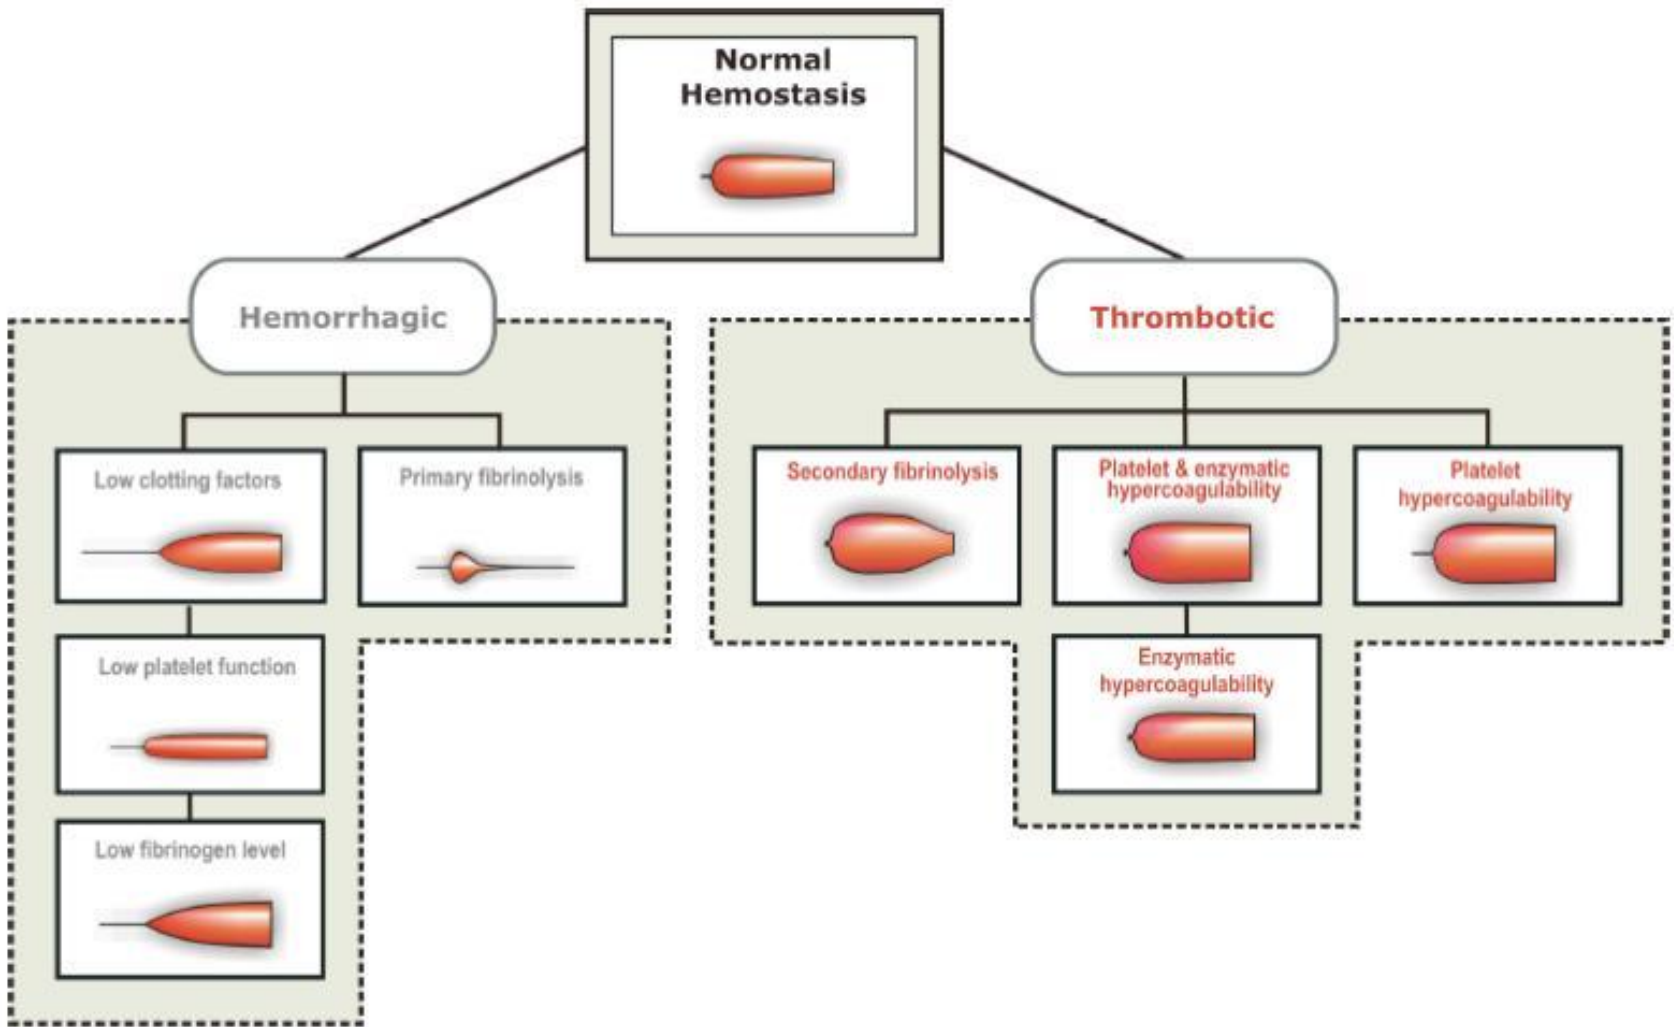 Normal
Hemostasis
Hemorrhagic
Thrombotic
Low clotting factors
Primary fibrinolysis
Secondary fibrinolysis
Platelet & enzymatic
hypercoagulability
Platelet
hypercoagulability
Low platelet function
Enzymatic
hypercoagulability
Low fibrinogen level